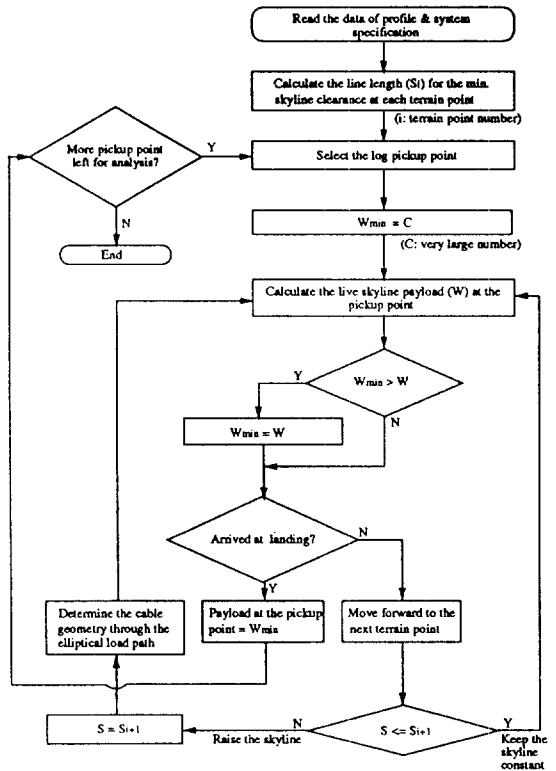 Read the data of profile & system
specification
Calculate the line length (Si) for the min.
skyline clearance at each terrain point
(i: terrain point number)
More pickup point
left for analysis?
Y
Select the log pickup point
N
End
Wmin = C
(C: very large number)
Calculate the live skyline payload (W) at the
pickup point
Y
Wmin > W
N
Wmin = W
Arrived at landing?
N
Y
Determine the cable
geometry through the
elliptical load path
Payload at the pickup
point = Wmin
Move forward to the
next terrain point
S = Si+1
N
Raise the skyline
S <= Si+1
Y
Keep the
skyline
constant